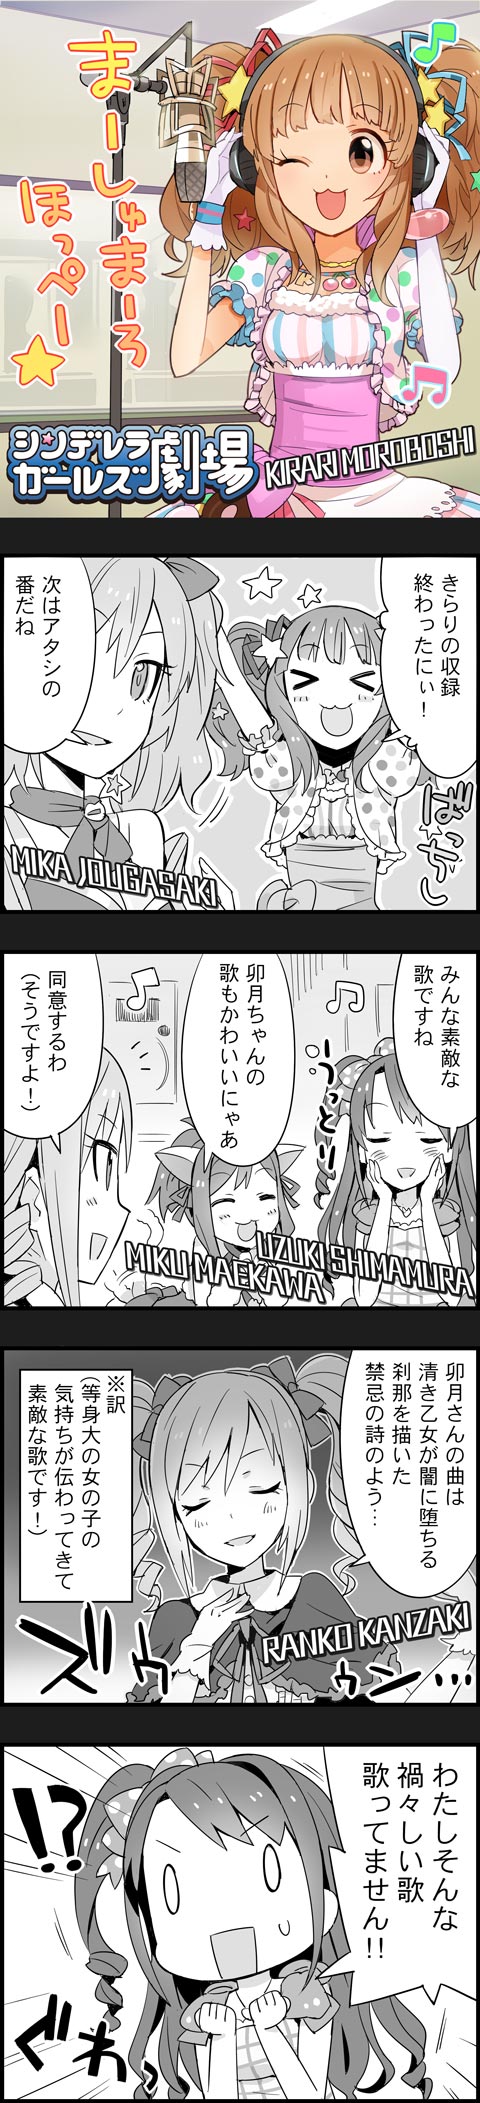 まーしゅまーろ
ほっぺー☆
シンデレラ
ガールズ劇場
KIRARI MOROBOSHI
きらりの収録
終わったにぃ!
ほわわーん
次はアタシの
番だね
MIKA JOUGASAKI
みんな素敵な
歌ですね
うっとり
卯月ちゃんの
歌もかわいいにゃあ
同意するわ
(そうですよ!)
UZUKI SHIMAMURA
MIKU MAEKAWA
卯月さんの曲は
清き乙女が闇に堕ちる
刹那を描いた
禁忌の詩のよう…
※訳
(等身大の女の子の
気持ちが伝わってきて
素敵な歌です!)
RANKO KANZAKI
ズゥゥン…
わたしそんな
禍々しい歌
歌ってません!!
!?
ぐわっ